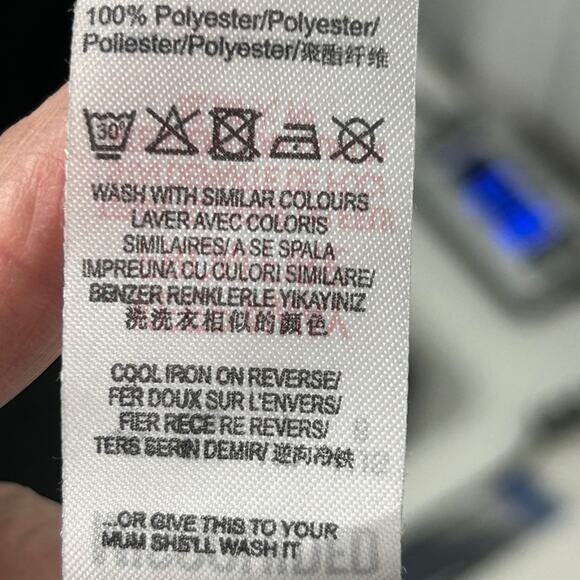 100% Polyester/Polyester/
Poliester/Polyester/聚酯纤维
30°
WASH WITH SIMILAR COLOURS
LAVER AVEC COLORIS
SIMILAIRES/A SE SPALA
IMPREUNA CU CULORI SIMILARE/
BENZER RENKLERLE YIKAYINIZ
洗洗衣相似的颜色
COOL IRON ON REVERSE/
FER DOUX SUR L'ENVERS/
FIER RECE RE REVERS/
TERS SERIN DEMIR/ 逆向冷铁
...OR GIVE THIS TO YOUR
MUM SHE'LL WASH IT